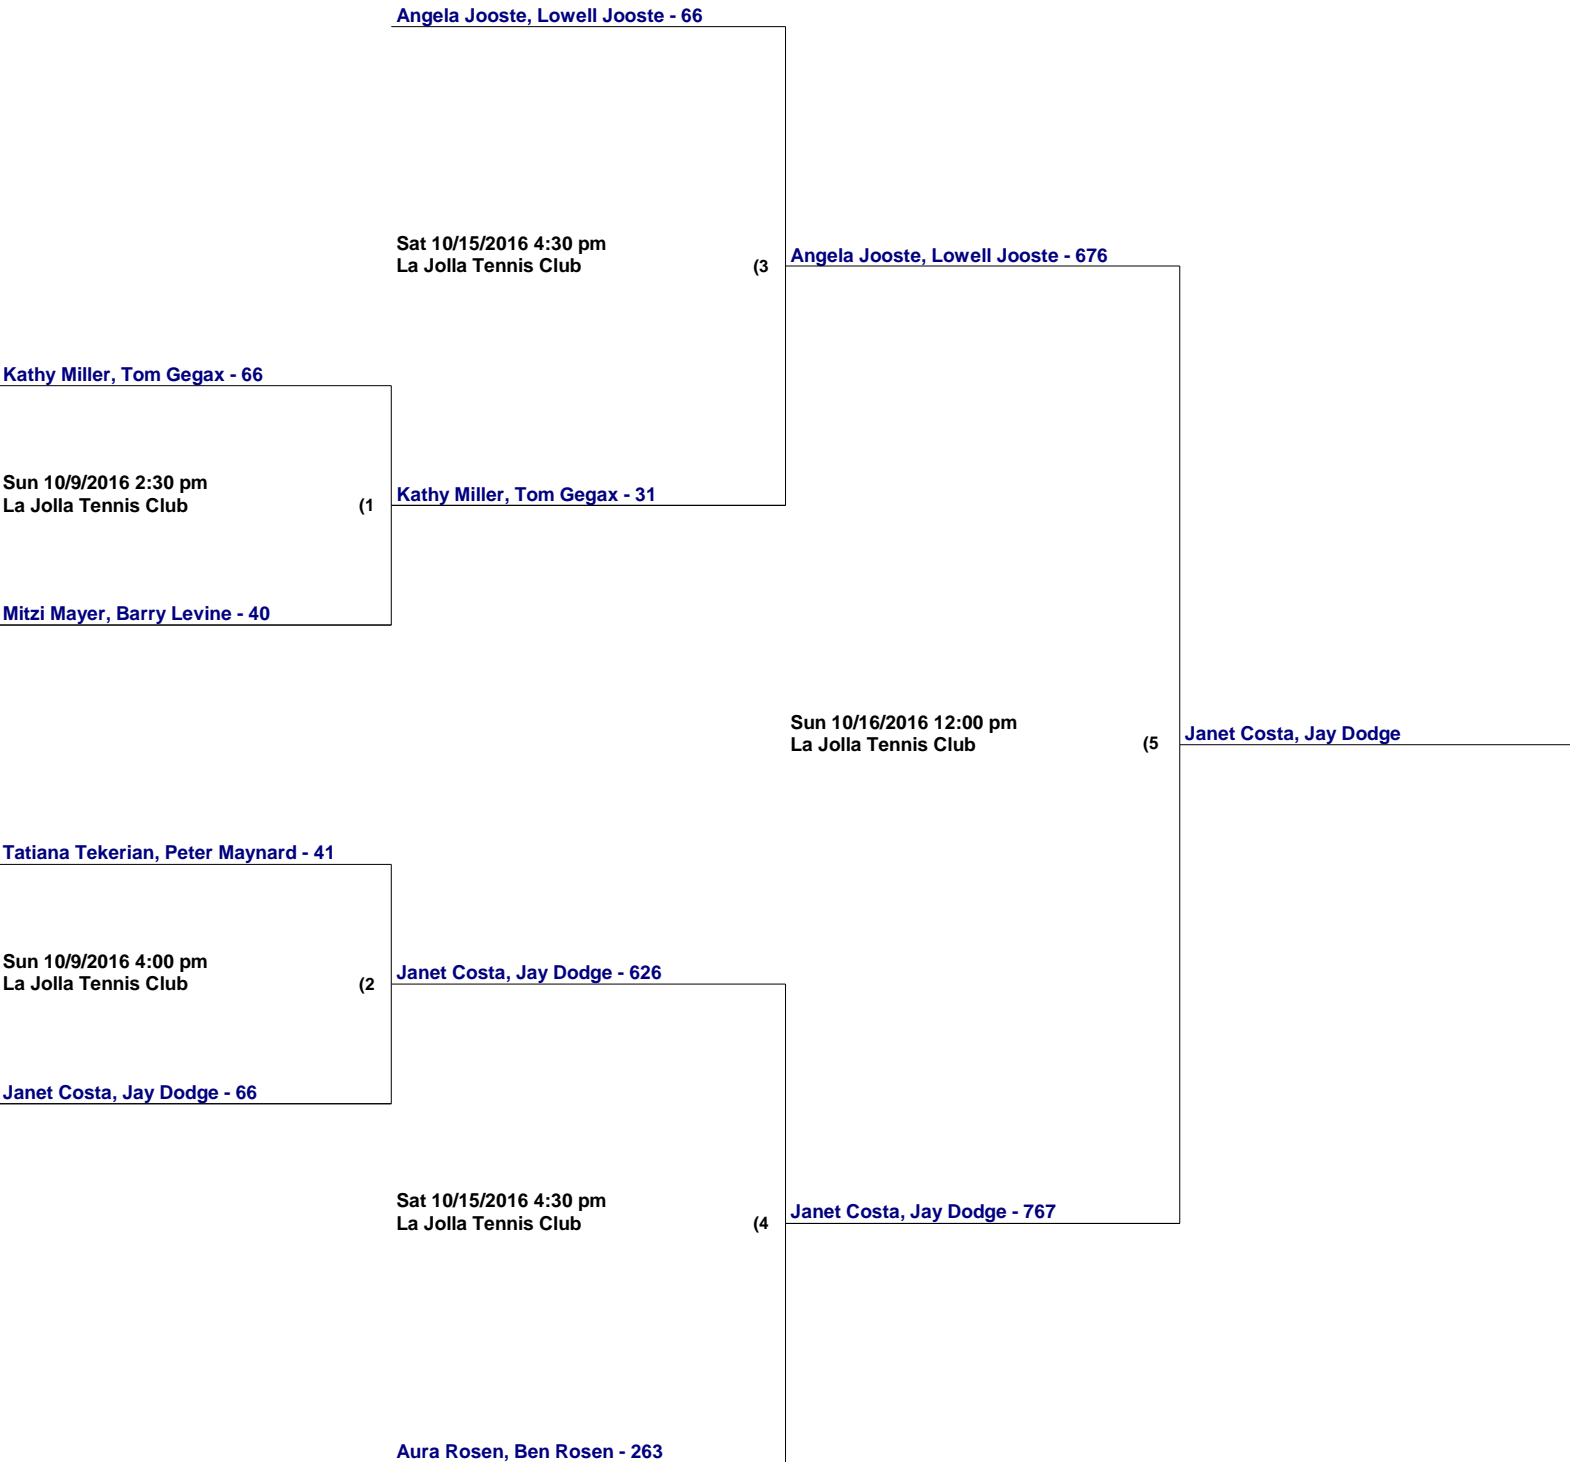 Angela Jooste, Lowell Jooste - 66
Sat 10/15/2016 4:30 pm
La Jolla Tennis Club (3
Angela Jooste, Lowell Jooste - 676
Kathy Miller, Tom Gegax - 66
Sun 10/9/2016 2:30 pm
La Jolla Tennis Club (1
Kathy Miller, Tom Gegax - 31
Mitzi Mayer, Barry Levine - 40
Sun 10/16/2016 12:00 pm
La Jolla Tennis Club (5
Janet Costa, Jay Dodge
Tatiana Tekerian, Peter Maynard - 41
Sun 10/9/2016 4:00 pm
La Jolla Tennis Club (2
Janet Costa, Jay Dodge - 626
Janet Costa, Jay Dodge - 66
Sat 10/15/2016 4:30 pm
La Jolla Tennis Club (4
Janet Costa, Jay Dodge - 767
Aura Rosen, Ben Rosen - 263